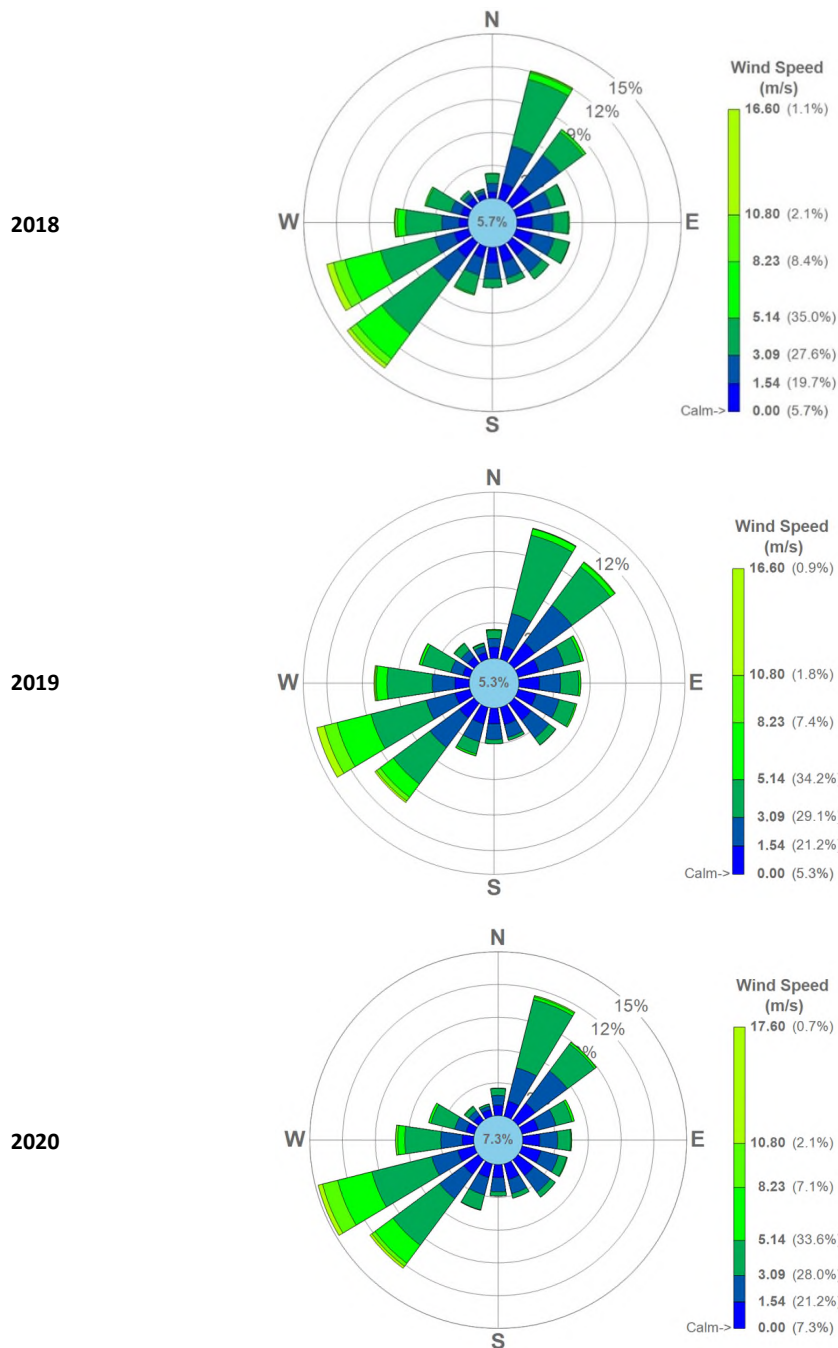 2018
N
W
E
S
15%
12%
9%
5.7%
Wind Speed
(m/s)
16.60 (1.1%)
10.80 (2.1%)
8.23 (8.4%)
5.14 (35.0%)
3.09 (27.6%)
1.54 (19.7%)
Calm-> 0.00 (5.7%)
2019
N
W
E
S
12%
5.3%
Wind Speed
(m/s)
16.60 (0.9%)
10.80 (1.8%)
8.23 (7.4%)
5.14 (34.2%
3.09 (29.1%
1.54 (21.2%
Calm-> 0.00 (5.3%)
2020
N
W
E
S
15%
12%
7.3%
Wind Speed
(m/s)
17.60 (0.7%)
10.80 (2.1%)
8.23 (7.1%)
5.14 (33.6%
3.09 (28.0%)
1.54 (21.2%)
Calm-> 0.00 (7.3%)